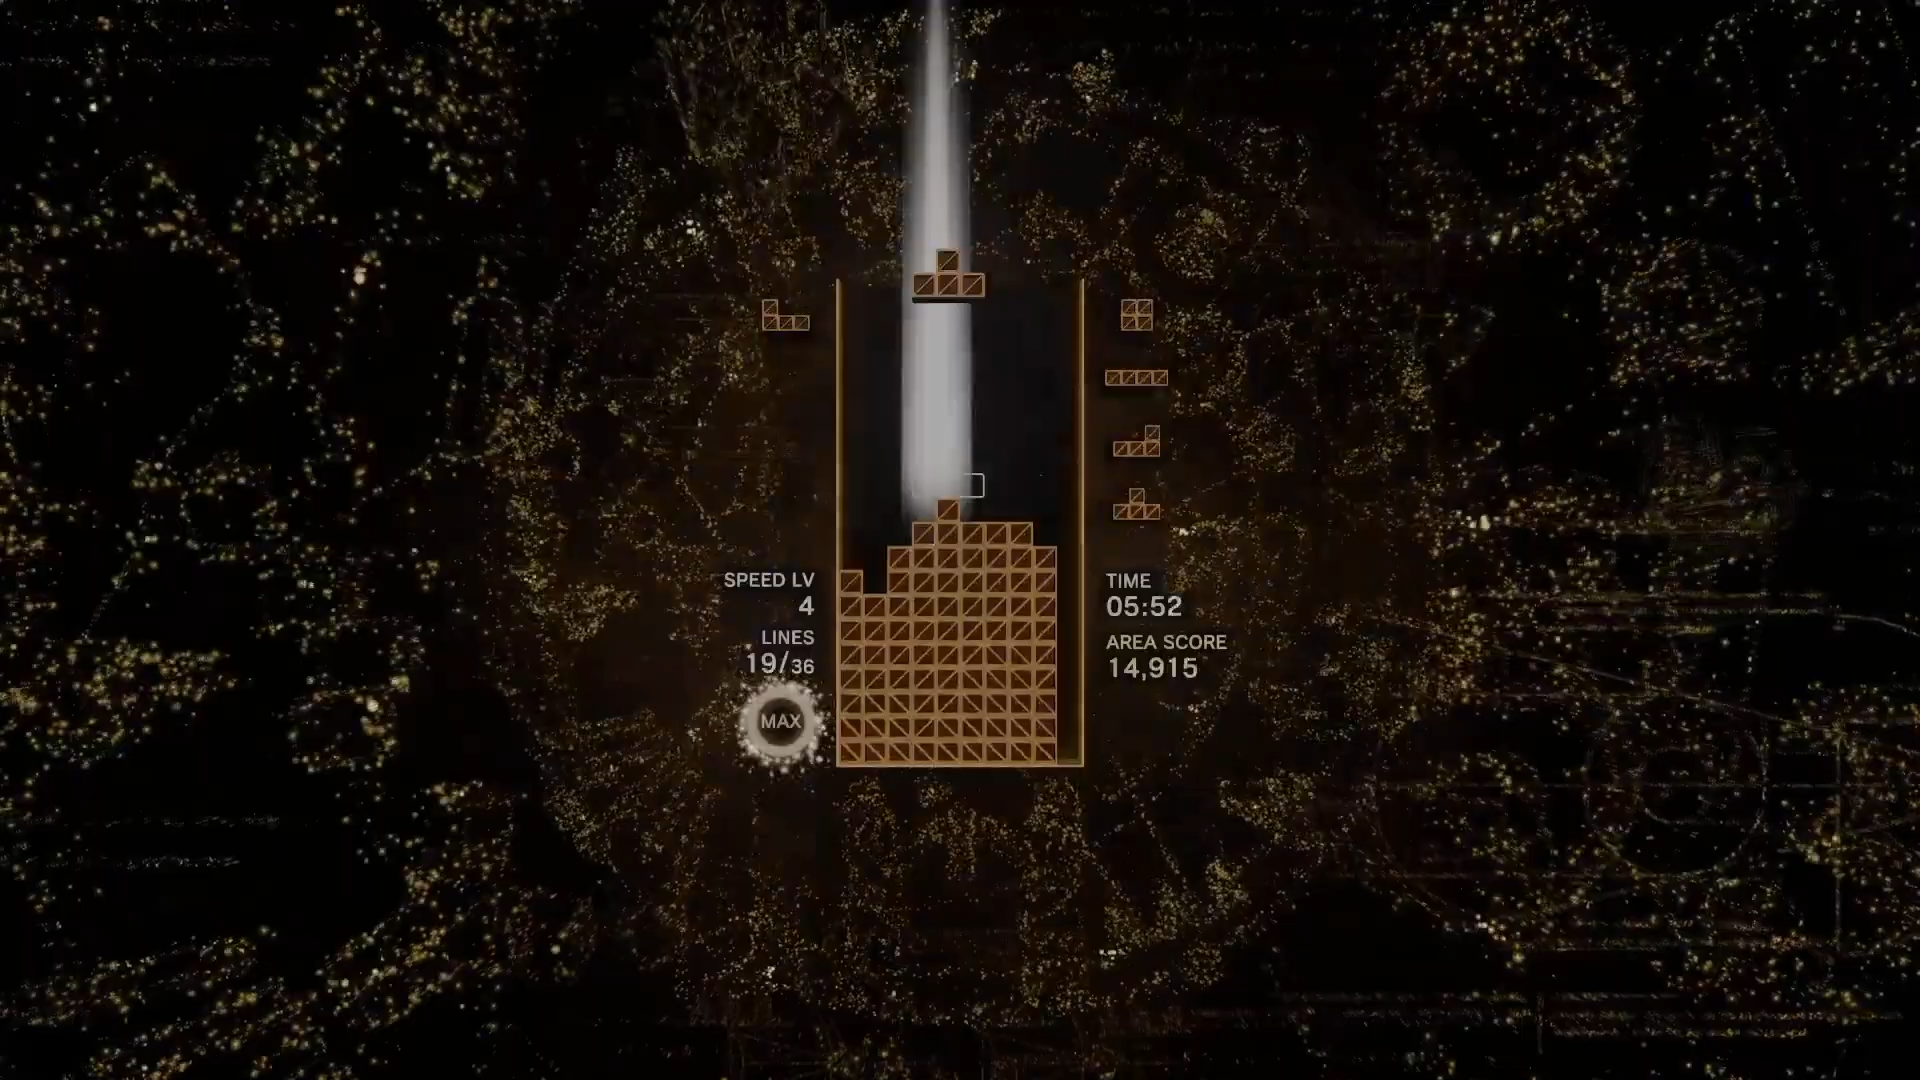 SPEED LV
4
LINES
19/36
MAX
TIME
05:52
AREA SCORE
14,915